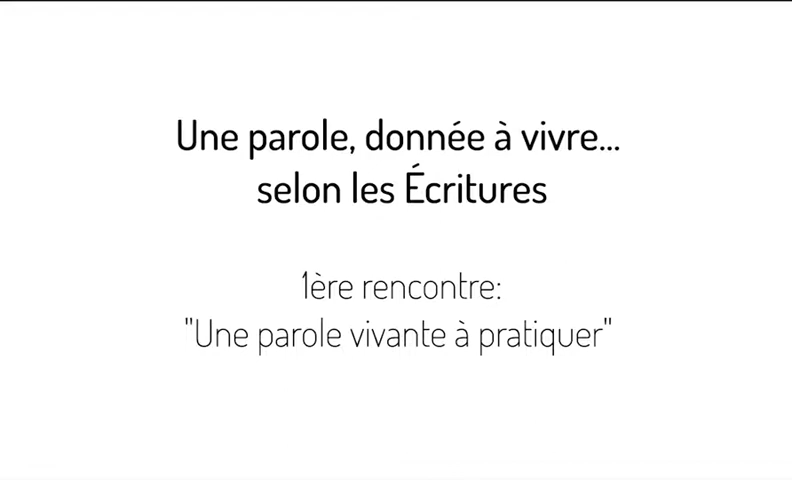 Une parole, donnée à vivre...
selon les Écritures
1ère rencontre:
"Une parole vivante à pratiquer"